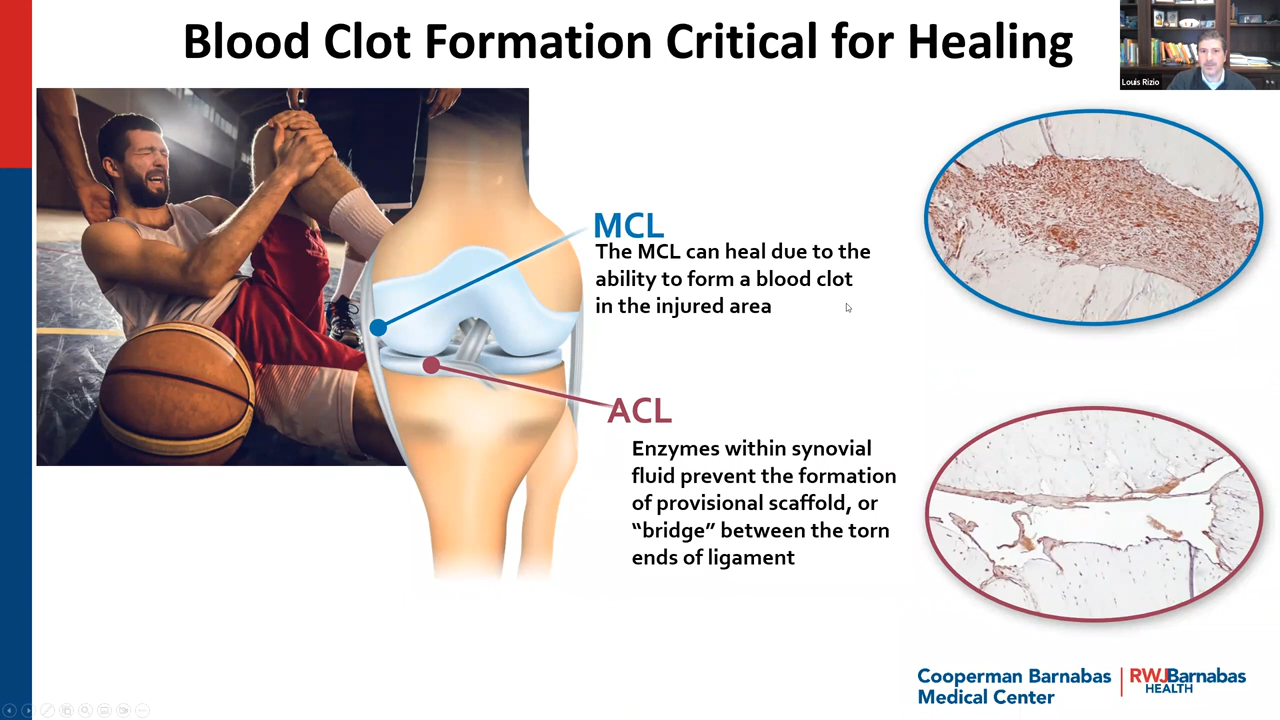 Blood Clot Formation Critical for Healing
Louis Rizio
MCL
The MCL can heal due to the
ability to form a blood clot
in the injured area
ACL
Enzymes within synovial
fluid prevent the formation
of provisional scaffold, or
“bridge” between the torn
ends of ligament
Cooperman Barnabas
Medical Center
RWJBarnabas
HEALTH